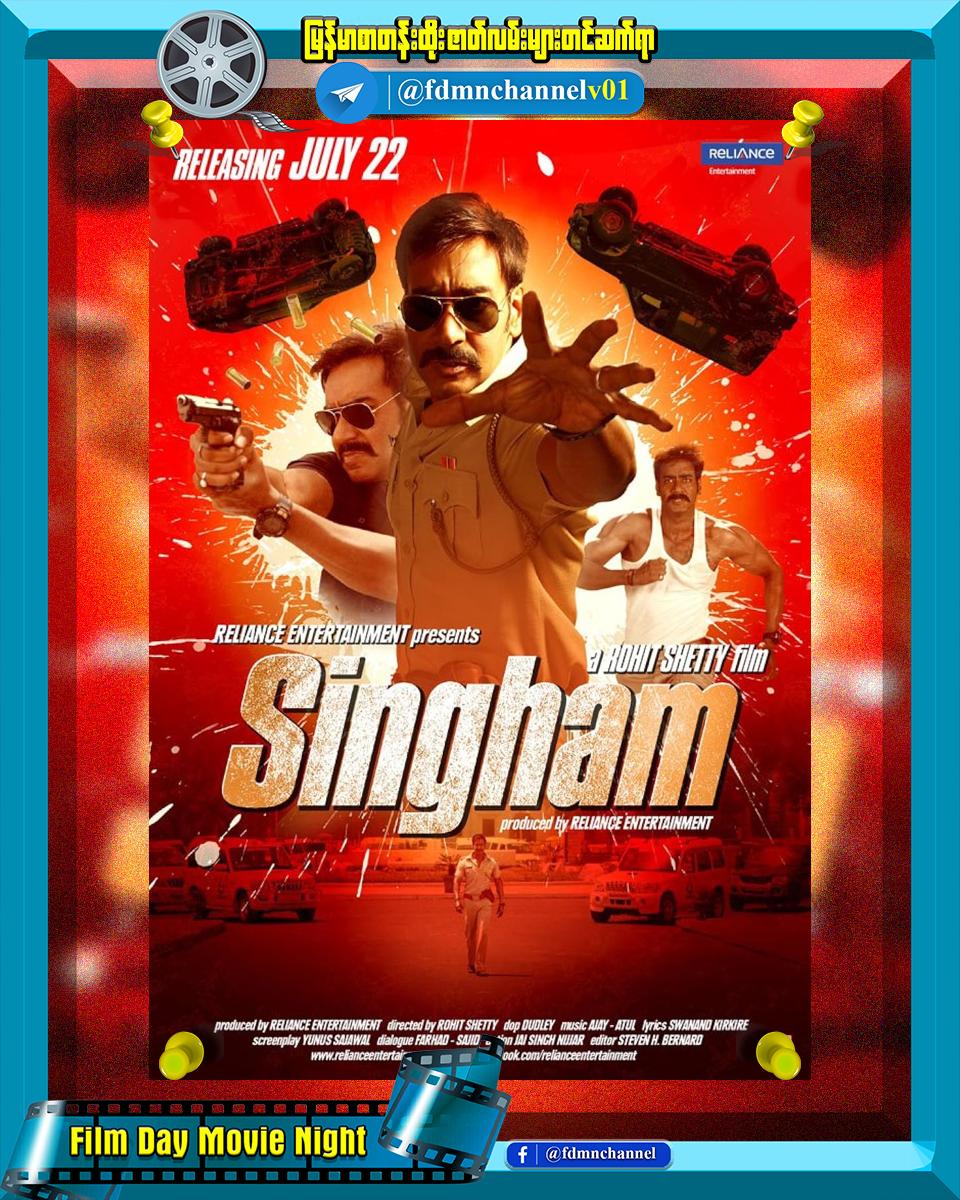 မြန်မာစာတန်းထိုးဇာတ်လမ်းများတင်ဆက်ရာ
@fdmnchannelv01
RELEASING JULY 22
RELIANCE
Entertainment
RELIANCE ENTERTAINMENT presents
a ROHIT SHETTY film
Singham
produced by RELIANCE ENTERTAINMENT
produced by RELIANCE ENTERTAINMENT directed by ROHIT SHETTY dop DUDLEY music AJAY - ATUL lyrics SWANAND KIRKIRE
screenplay YUNUS SAJAWAL dialogue FARHAD - SAJID JAI SINGH NIJJAR editor STEVEN H. BERNARD
Film Day Movie Night
f @fdmnchannel